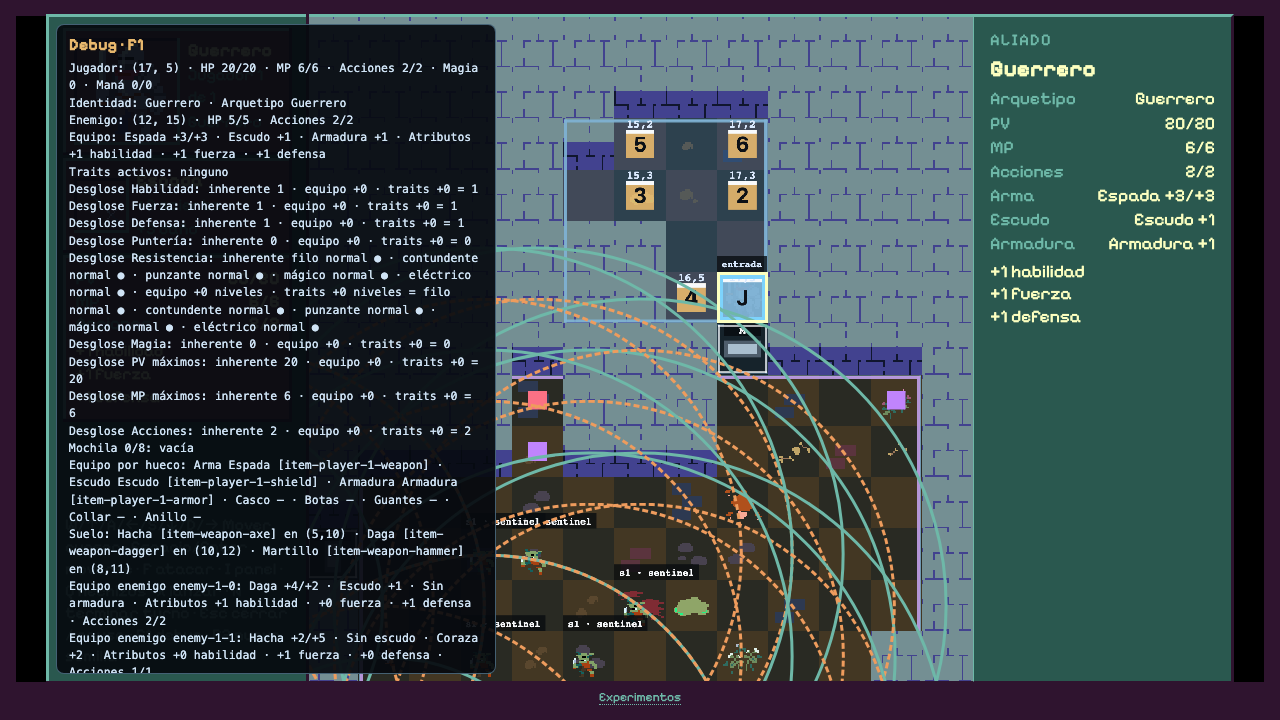 Debug·F1
Jugador: (17, 5) · HP 20/20 · MP 6/6 · Acciones 2/2 · Magia
0 · Maná 0/0
Identidad: Guerrero · Arquetipo Guerrero
Enemigo: (12, 15) · HP 5/5 · Acciones 2/2
Equipo: Espada +3/+3 · Escudo +1 · Armadura +1 · Atributos
+1 habilidad · +1 fuerza · +1 defensa
Traits activos: ninguno
Desglose Habilidad: inherente 1 · equipo +0 · traits +0 = 1
Desglose Fuerza: inherente 1 · equipo +0 · traits +0 = 1
Desglose Defensa: inherente 1 · equipo +0 · traits +0 = 1
Desglose Puntería: inherente 0 · equipo +0 · traits +0 = 0
Desglose Resistencia: inherente filo normal ● · contundente
normal ● · punzante normal ● · mágico normal ● · eléctrico
normal ● · equipo +0 niveles · traits +0 niveles = filo
normal ● · contundente normal ● · punzante normal ● ·
mágico normal ● · eléctrico normal ●
Desglose Magia: inherente 0 · equipo +0 · traits +0 = 0
Desglose PV máximos: inherente 20 · equipo +0 · traits +0 =
20
Desglose MP máximos: inherente 6 · equipo +0 · traits +0 =
6
Desglose Acciones: inherente 2 · equipo +0 · traits +0 = 2
Mochila 0/8: vacía
Equipo por hueco: Arma Espada [item-player-1-weapon] ·
Escudo Escudo [item-player-1-shield] · Armadura Armadura
[item-player-1-armor] · Casco — · Botas — · Guantes — ·
Collar — · Anillo —
Suelo: Hacha [item-weapon-axe] en (5,10) · Daga [item-
weapon-dagger] en (10,12) · Martillo [item-weapon-hammer]
en (8,11)
Equipo enemigo enemy-1-0: Daga +4/+2 · Escudo +1 · Sin
armadura · Atributos +1 habilidad · +0 fuerza · +1 defensa
· Acciones 2/2
Equipo enemigo enemy-1-1: Hacha +2/+5 · Sin escudo · Coraza
+2 · Atributos +0 habilidad · +1 fuerza · +0 defensa ·
Acciones 1/1
15,2
5
17,2
6
15,3
3
17,3
2
entrada
16,5
4
J
sentinel
sentinel
s1 · sentinel
sentinel
s1 · sentinel
ALIADO
Guerrero
Arquetipo Guerrero
PV 20/20
MP 6/6
Acciones 2/2
Arma Espada +3/+3
Escudo Escudo +1
Armadura Armadura +1
+1 habilidad
+1 fuerza
+1 defensa
Experimentos